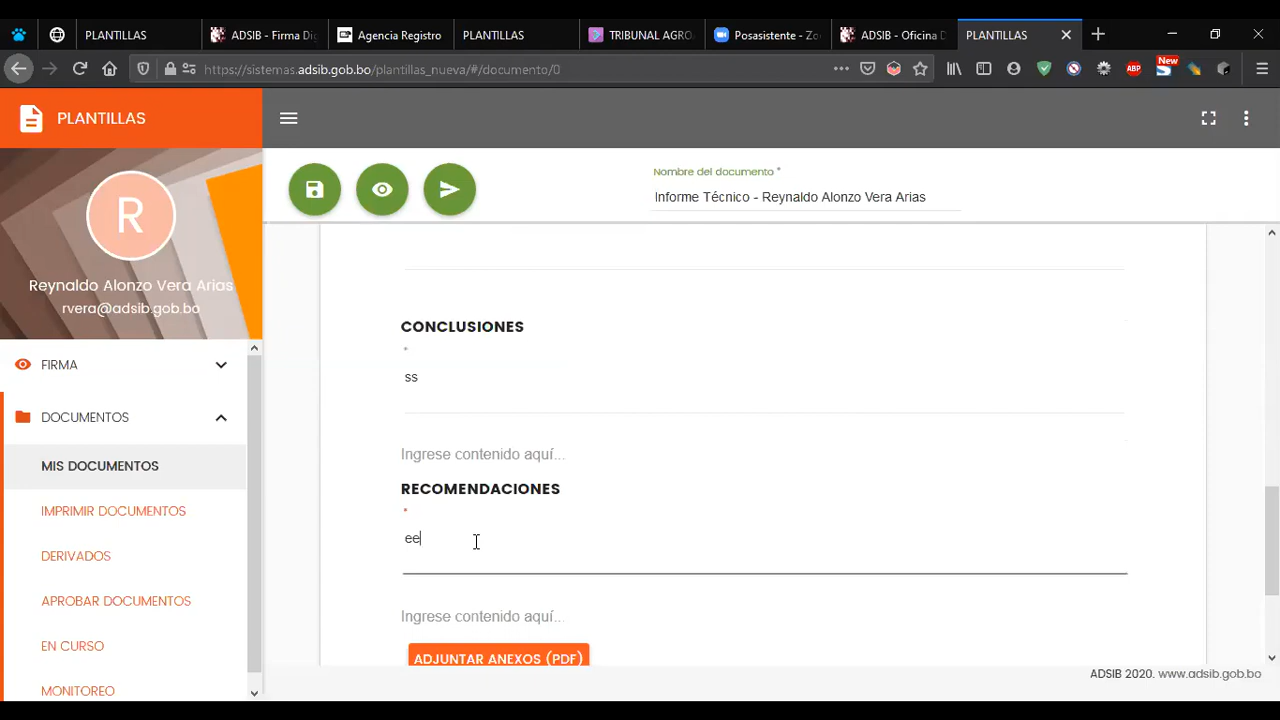 PLANTILLAS
ADSIB - Firma Di
Agencia Registro
PLANTILLAS
TRIBUNAL AGRO
Posasistente - Zo
ADSIB - Oficina D
PLANTILLAS
https://sistemas.adsib.gob.bo/plantillas_nueva/#/documento/0
ABP
New
S
PLANTILLAS
Nombre del documento *
Informe Técnico - Reynaldo Alonzo Vera Arias
R
Reynaldo Alonzo Vera Arias
rvera@adsib.gob.bo
FIRMA
DOCUMENTOS
MIS DOCUMENTOS
IMPRIMIR DOCUMENTOS
DERIVADOS
APROBAR DOCUMENTOS
EN CURSO
MONITOREO
CONCLUSIONES
*
ss
Ingrese contenido aquí...
RECOMENDACIONES
*
ee
Ingrese contenido aquí...
ADJUNTAR ANEXOS (PDF)
ADSIB 2020. www.adsib.gob.bo